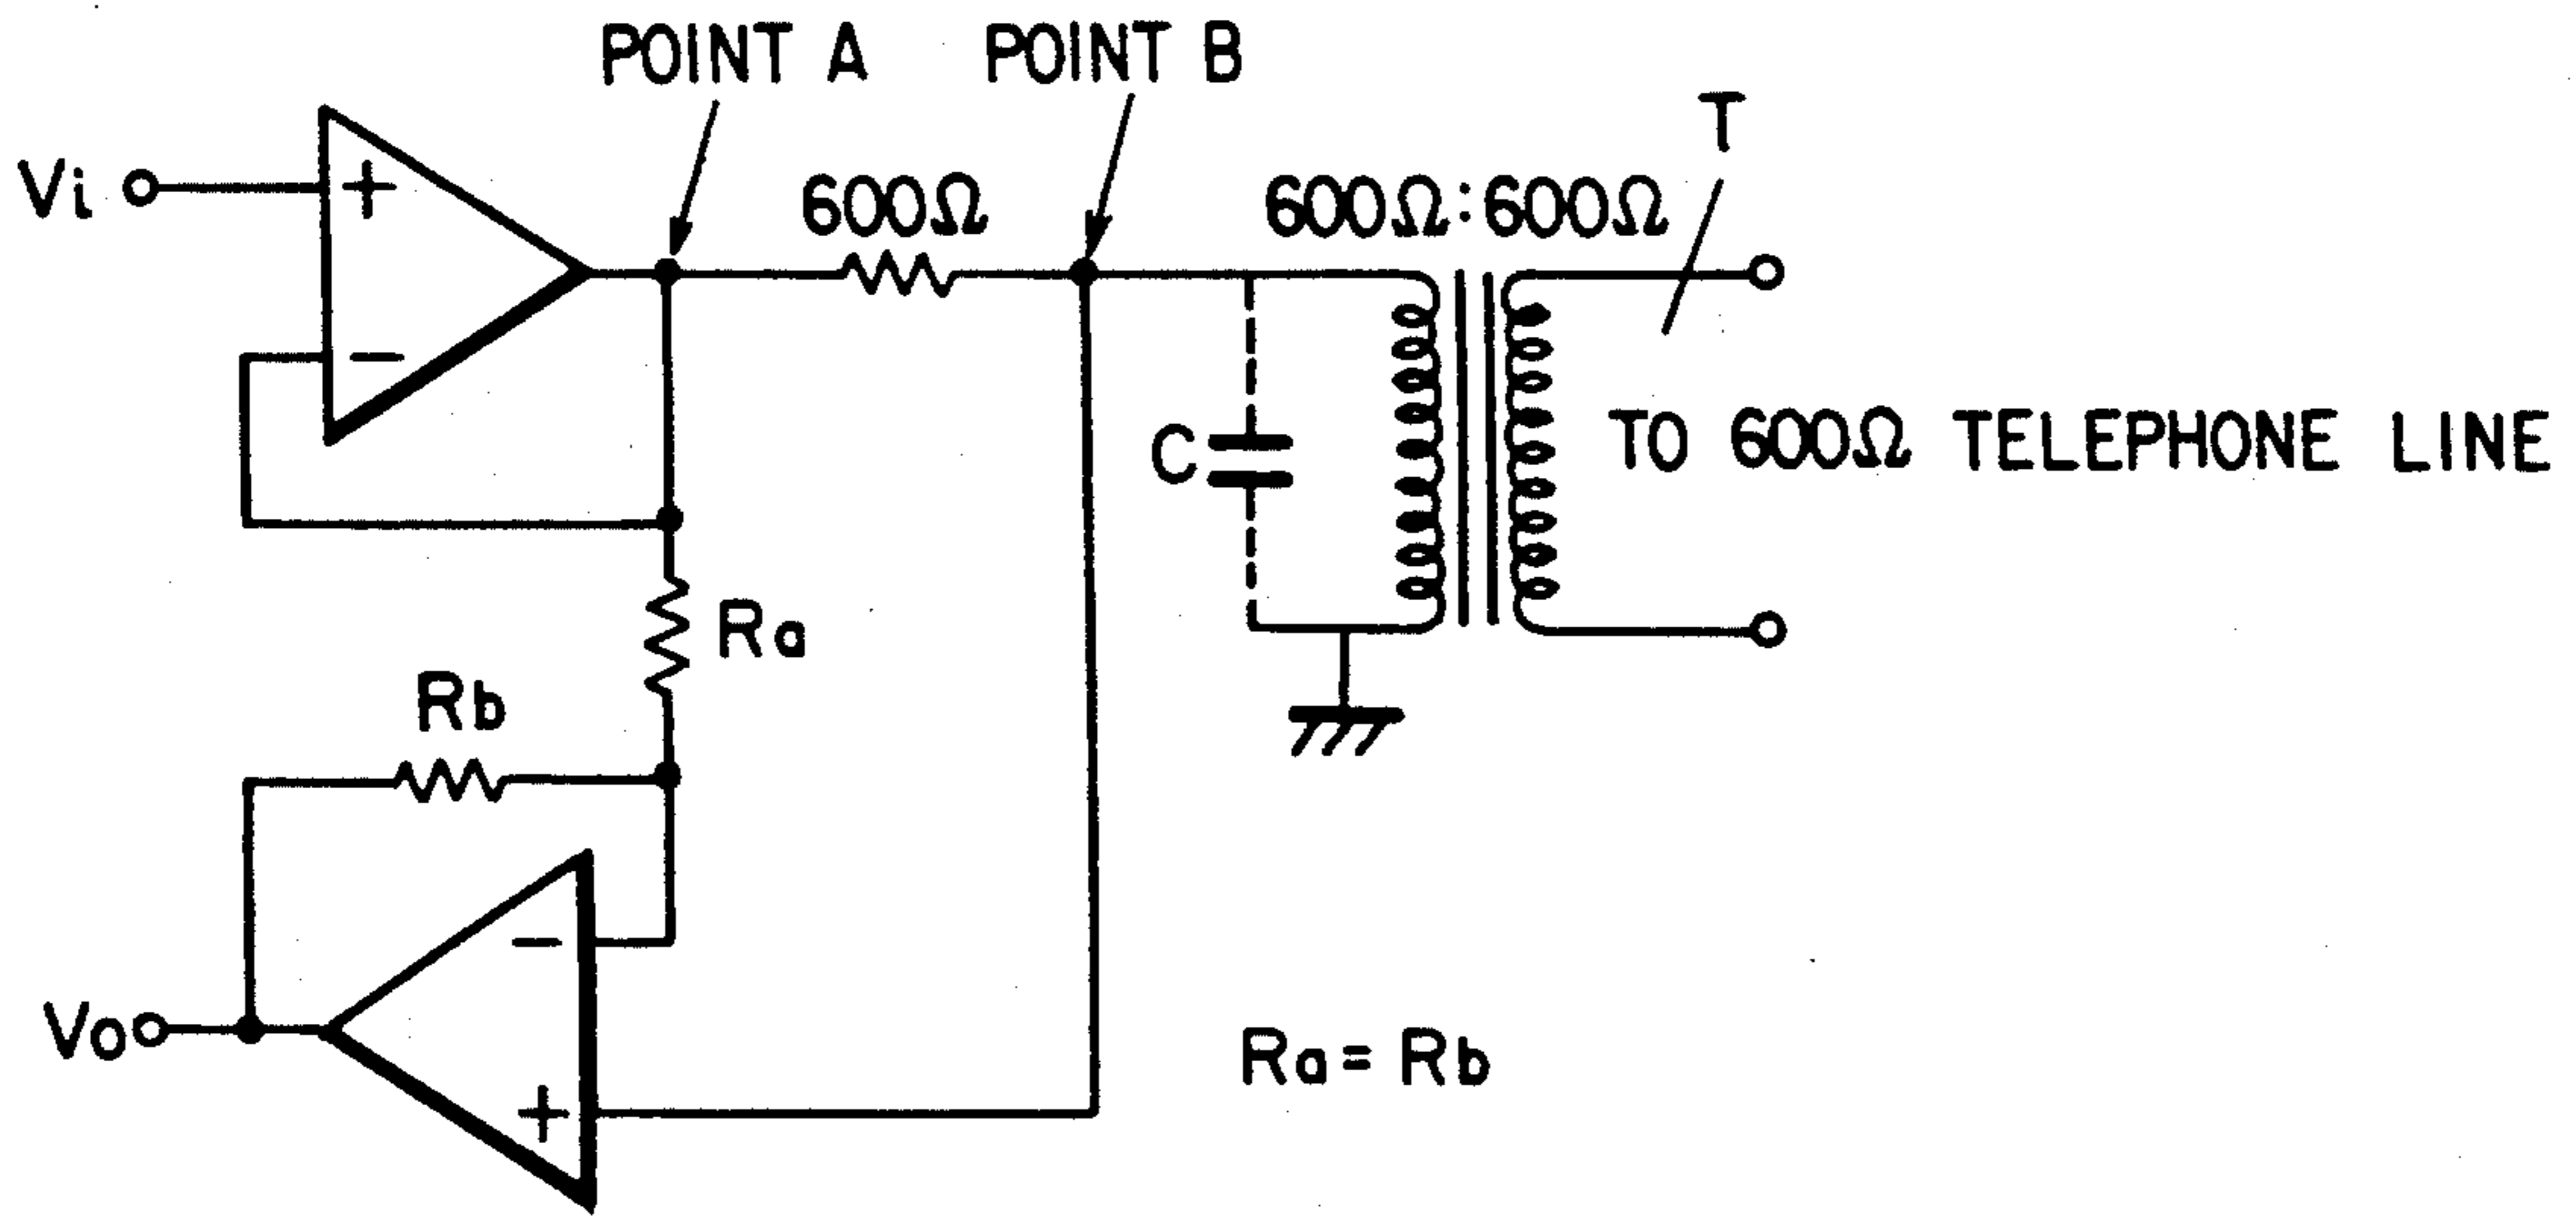 POINT A
POINT B
T
Vi
+
600Ω
600Ω:600Ω
−
C
TO 600Ω TELEPHONE LINE
Ra
Rb
−
Vo
+
Ra = Rb